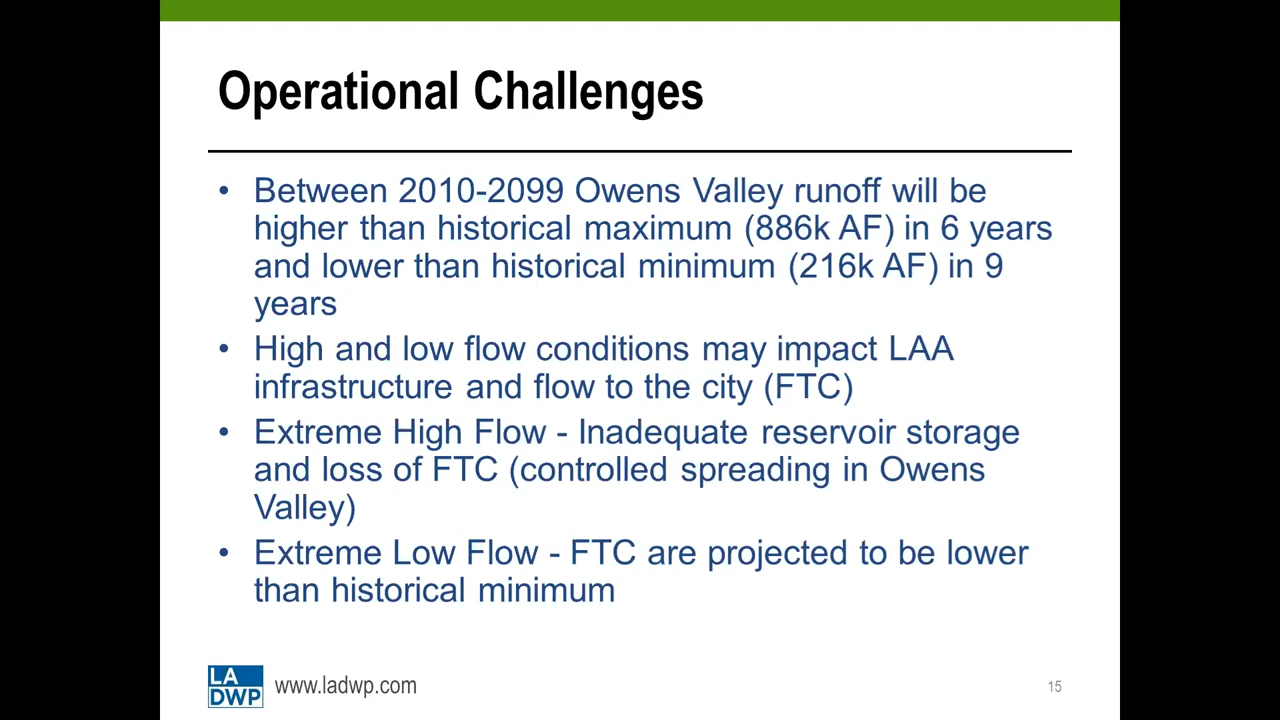 Operational Challenges
• Between 2010-2099 Owens Valley runoff will be
higher than historical maximum (886k AF) in 6 years
and lower than historical minimum (216k AF) in 9
years
• High and low flow conditions may impact LAA
infrastructure and flow to the city (FTC)
• Extreme High Flow - Inadequate reservoir storage
and loss of FTC (controlled spreading in Owens
Valley)
• Extreme Low Flow - FTC are projected to be lower
than historical minimum
LA
DWP
www.ladwp.com
15